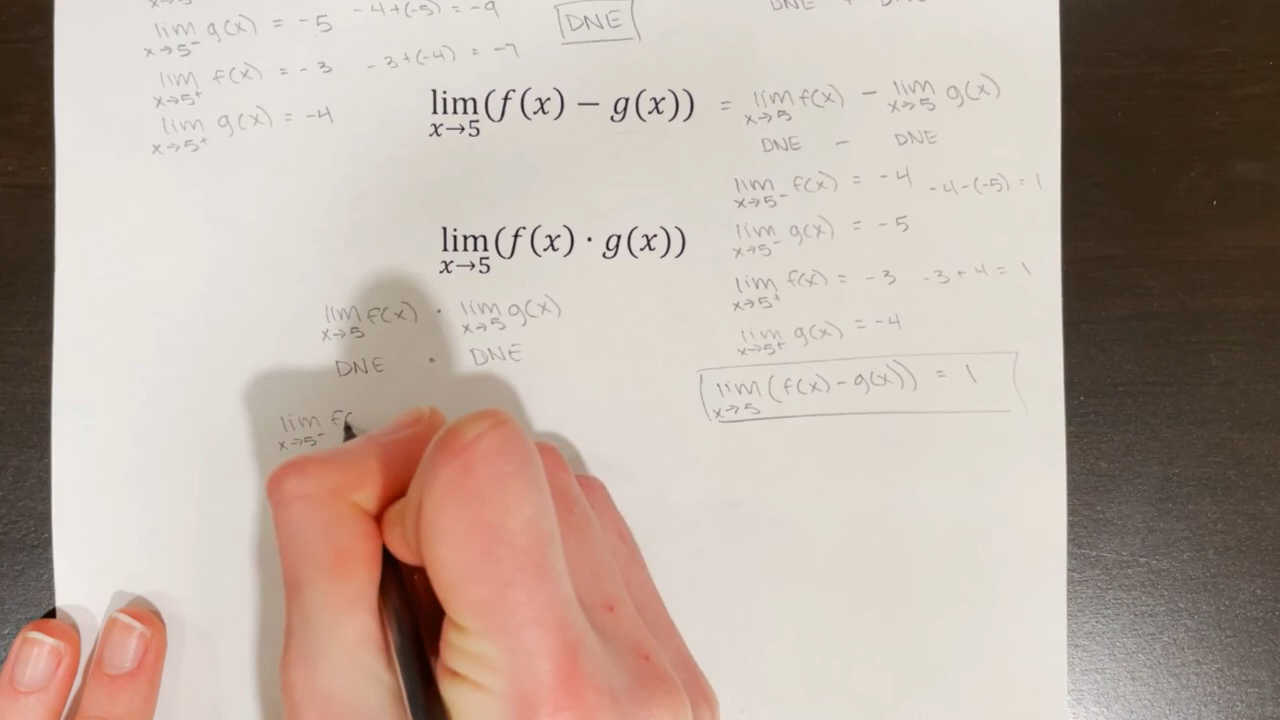 lim g(x) = -5   -4+(-5) = -9   DNE
x→5⁻
lim f(x) = -3   -3+(-4) = -7
x→5⁺
lim g(x) = -4
x→5⁺
lim(f(x) − g(x)) = lim f(x) − lim g(x)
x→5   x→5   x→5
DNE − DNE
lim f(x) = -4   -4-(-5) = 1
x→5⁻
lim g(x) = -5
x→5⁻
lim f(x) = -3   -3+4 = 1
x→5⁺
lim g(x) = -4
x→5⁺
lim (f(x) - g(x)) = 1
x→5
lim(f(x) · g(x))
x→5
lim f(x) · lim g(x)
x→5   x→5
DNE · DNE
lim f(
x→5⁻